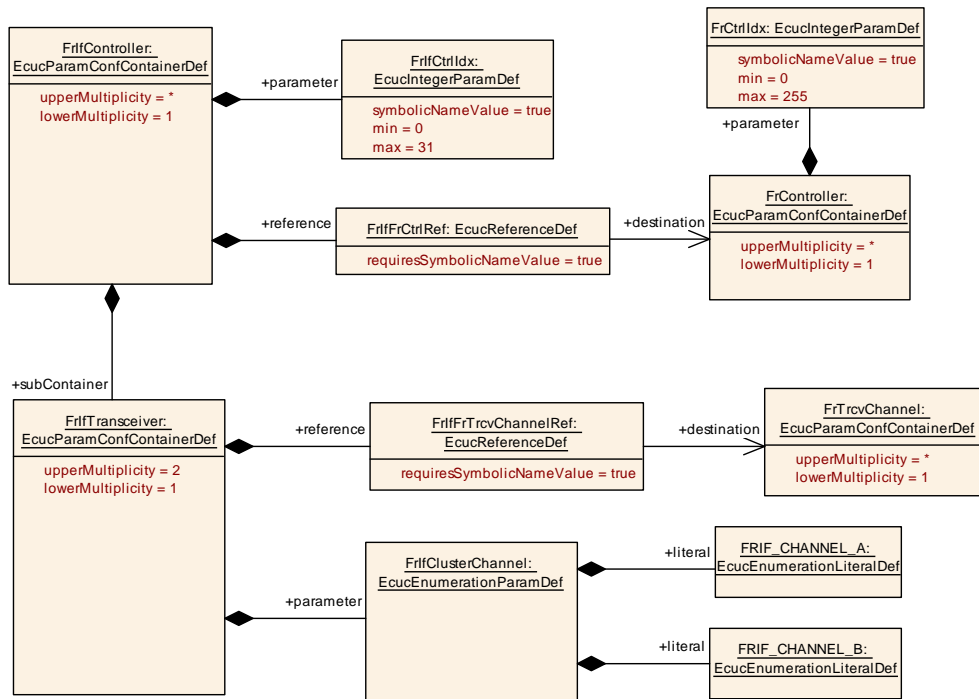 FrIfController:
EcucParamConfContainerDef
upperMultiplicity = *
lowerMultiplicity = 1
+parameter
FrIfCtrlIdx:
EcucIntegerParamDef
symbolicNameValue = true
min = 0
max = 31
FrCtrlIdx: EcucIntegerParamDef
symbolicNameValue = true
min = 0
max = 255
+parameter
+reference
FrIfFrCtrlRef: EcucReferenceDef
requiresSymbolicNameValue = true
+destination
FrController:
EcucParamConfContainerDef
upperMultiplicity = *
lowerMultiplicity = 1
+subContainer
FrIfTransceiver:
EcucParamConfContainerDef
upperMultiplicity = 2
lowerMultiplicity = 1
+reference
FrIfFrTrcvChannelRef:
EcucReferenceDef
requiresSymbolicNameValue = true
+destination
FrTrcvChannel:
EcucParamConfContainerDef
upperMultiplicity = *
lowerMultiplicity = 1
+parameter
FrIfClusterChannel:
EcucEnumerationParamDef
+literal
FRIF_CHANNEL_A:
EcucEnumerationLiteralDef
+literal
FRIF_CHANNEL_B:
EcucEnumerationLiteralDef